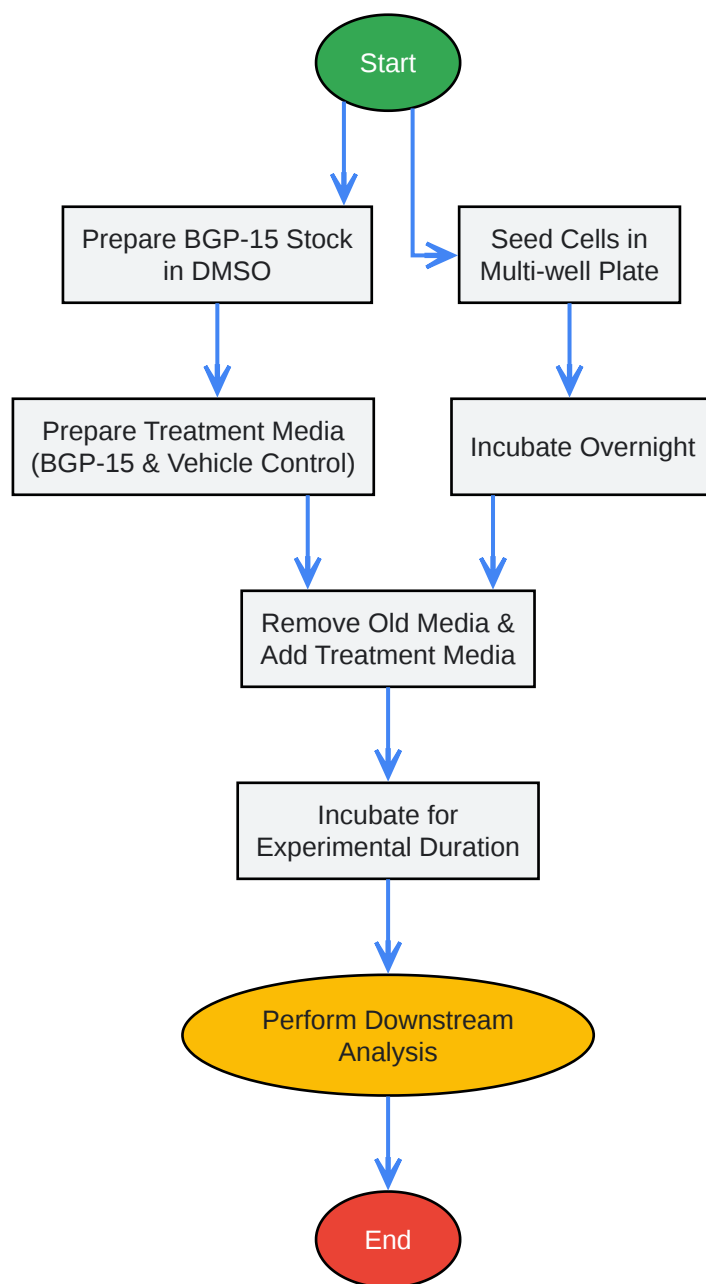 Start
Prepare BGP-15 Stock
in DMSO
Seed Cells in
Multi-well Plate
Prepare Treatment Media
(BGP-15 & Vehicle Control)
Incubate Overnight
Remove Old Media &
Add Treatment Media
Incubate for
Experimental Duration
Perform Downstream
Analysis
End